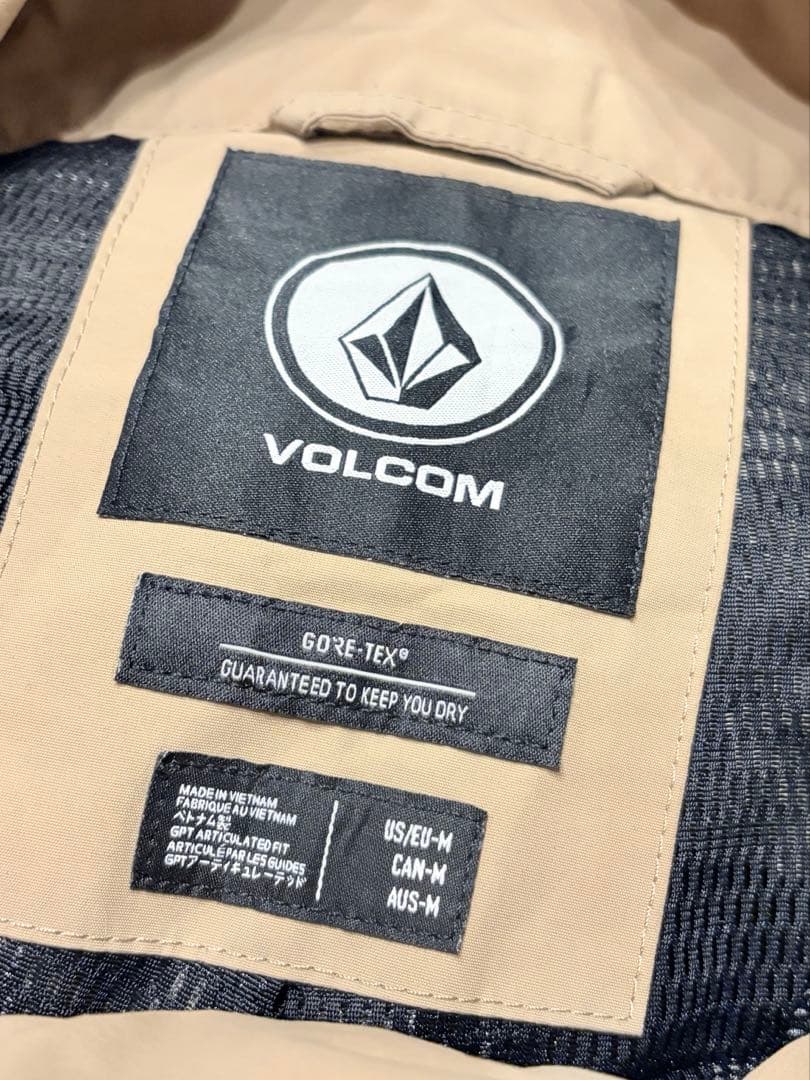 VOLCOM
GORE-TEX®
GUARANTEED TO KEEP YOU DRY
MADE IN VIETNAM
FABRIQUE AU VIETNAM
ベトナム製
GPT ARTICULATED FIT
ARTICULÉ PAR LES GUIDES
GPTアーティキュレーテッド
US/EU-M
CAN-M
AUS-M